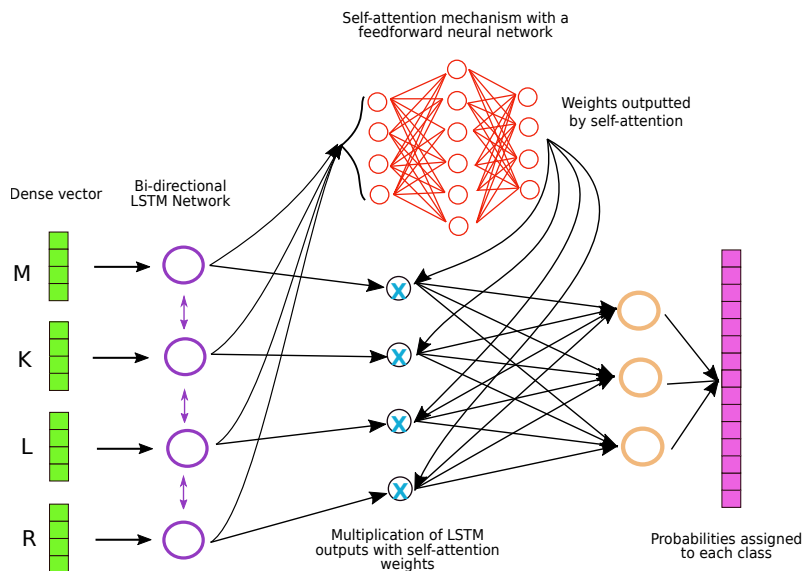 Self-attention mechanism with a
feedforward neural network
Weights outputted
by self-attention
Dense vector
Bi-directional
LSTM Network
M
K
L
R
X
X
X
X
Multiplication of LSTM
outputs with self-attention
weights
Probabilities assigned
to each class